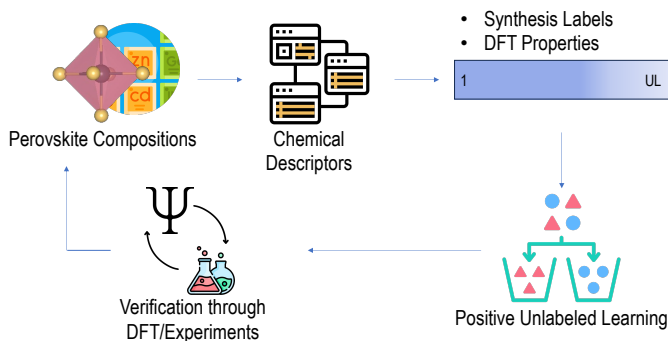 • Synthesis Labels
• DFT Properties
zn
cd
1 UL
Perovskite Compositions
Chemical
Descriptors
Ψ
Verification through
DFT/Experiments
Positive Unlabeled Learning